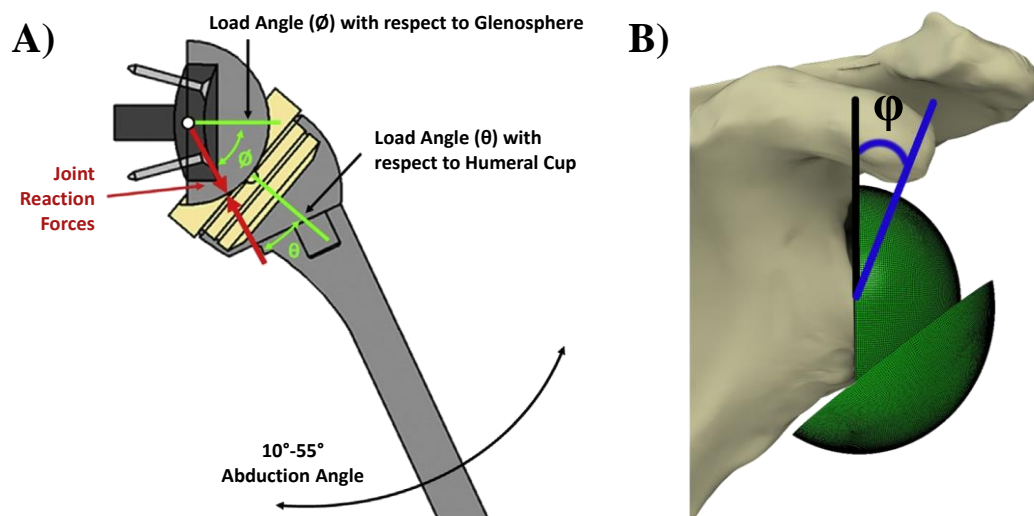 A)
Load Angle (Ø) with respect to Glenosphere
Ø
Load Angle (θ) with
respect to Humeral Cup
Joint
Reaction
Forces
θ
10°-55°
Abduction Angle
B)
φ